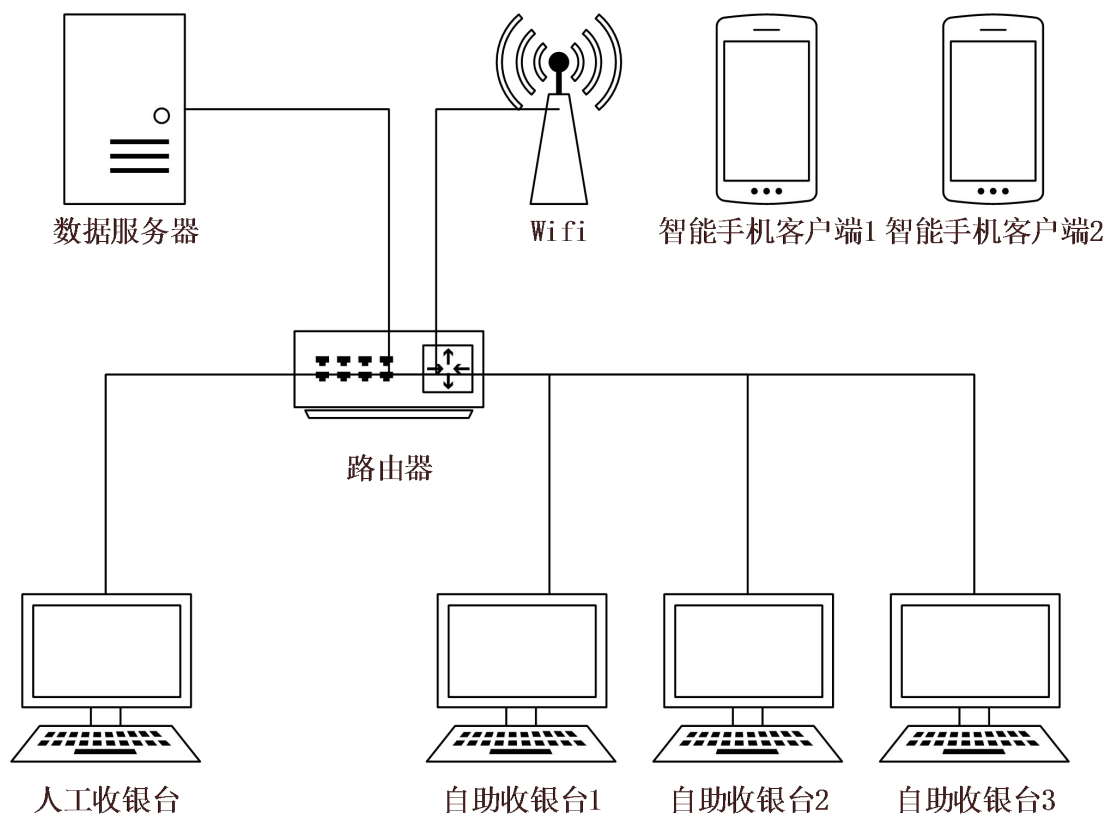 数据服务器
Wifi
智能手机客户端1
智能手机客户端2
路由器
人工收银台
自助收银台1
自助收银台2
自助收银台3